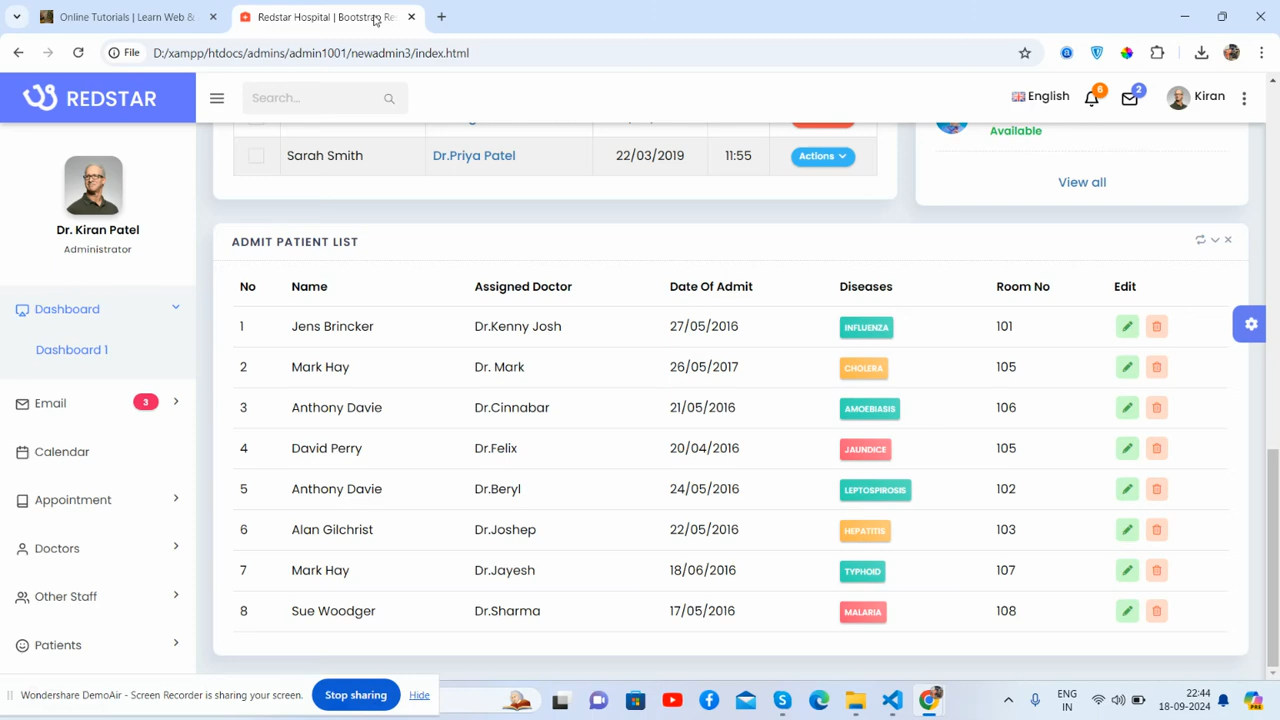 Online Tutorials | Learn Web &
Redstar Hospital | Bootstrap Res
File
D:/xampp/htdocs/admins/admin1001/newadmin3/index.html
REDSTAR
Search...
English
6
2
Kiran
Available
Sarah Smith Dr.Priya Patel 22/03/2019 11:55 Actions
View all
Dr. Kiran Patel
Administrator
Dashboard
Dashboard 1
Email 3
Calendar
Appointment
Doctors
Other Staff
Patients
ADMIT PATIENT LIST
No Name Assigned Doctor Date Of Admit Diseases Room No Edit
1 Jens Brincker Dr.Kenny Josh 27/05/2016 INFLUENZA 101
2 Mark Hay Dr. Mark 26/05/2017 CHOLERA 105
3 Anthony Davie Dr.Cinnabar 21/05/2016 AMOEBIASIS 106
4 David Perry Dr.Felix 20/04/2016 JAUNDICE 105
5 Anthony Davie Dr.Beryl 24/05/2016 LEPTOSPIROSIS 102
6 Alan Gilchrist Dr.Joshep 22/05/2016 HEPATITIS 103
7 Mark Hay Dr.Jayesh 18/06/2016 TYPHOID 107
8 Sue Woodger Dr.Sharma 17/05/2016 MALARIA 108
Wondershare DemoAir - Screen Recorder is sharing your screen.
Stop sharing
Hide
ENG
IN
22:44
18-09-2024